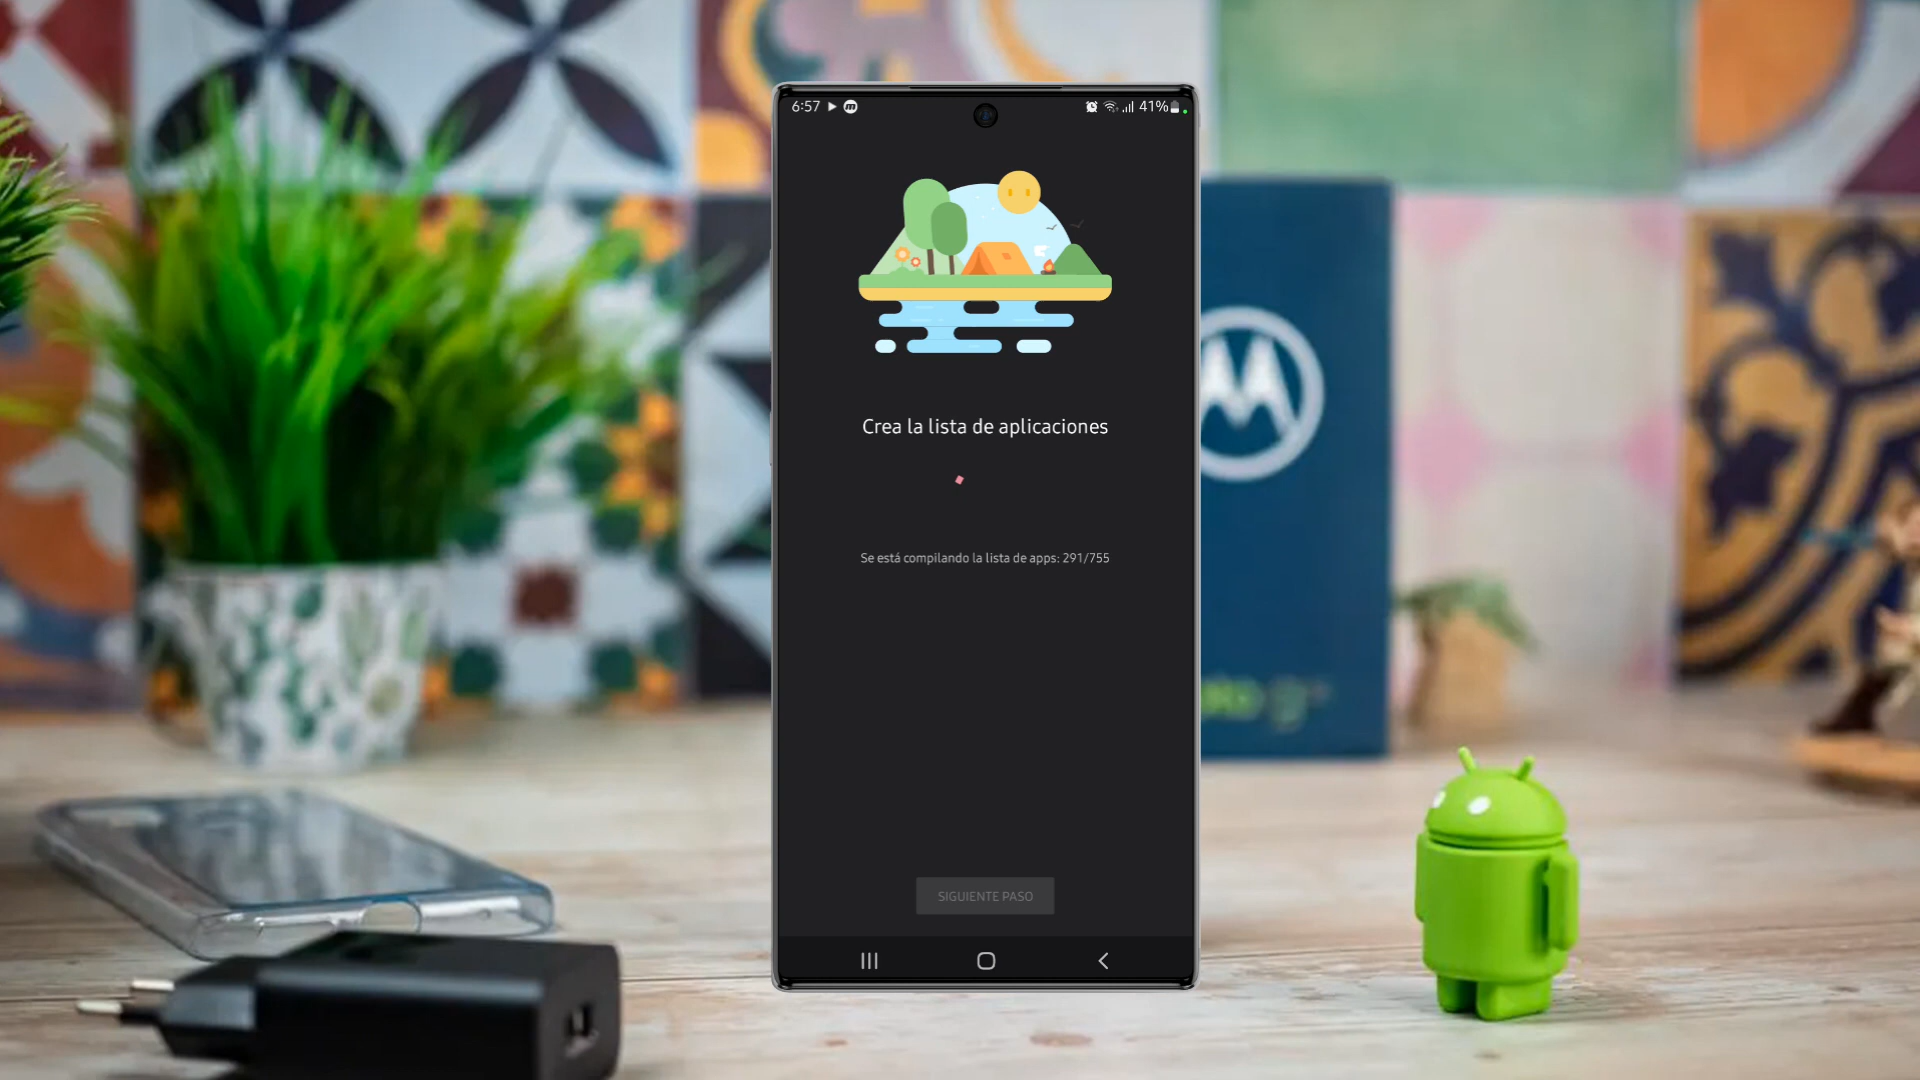 6:57
41%
Crea la lista de aplicaciones
Se está compilando la lista de apps: 291/755
SIGUIENTE PASO